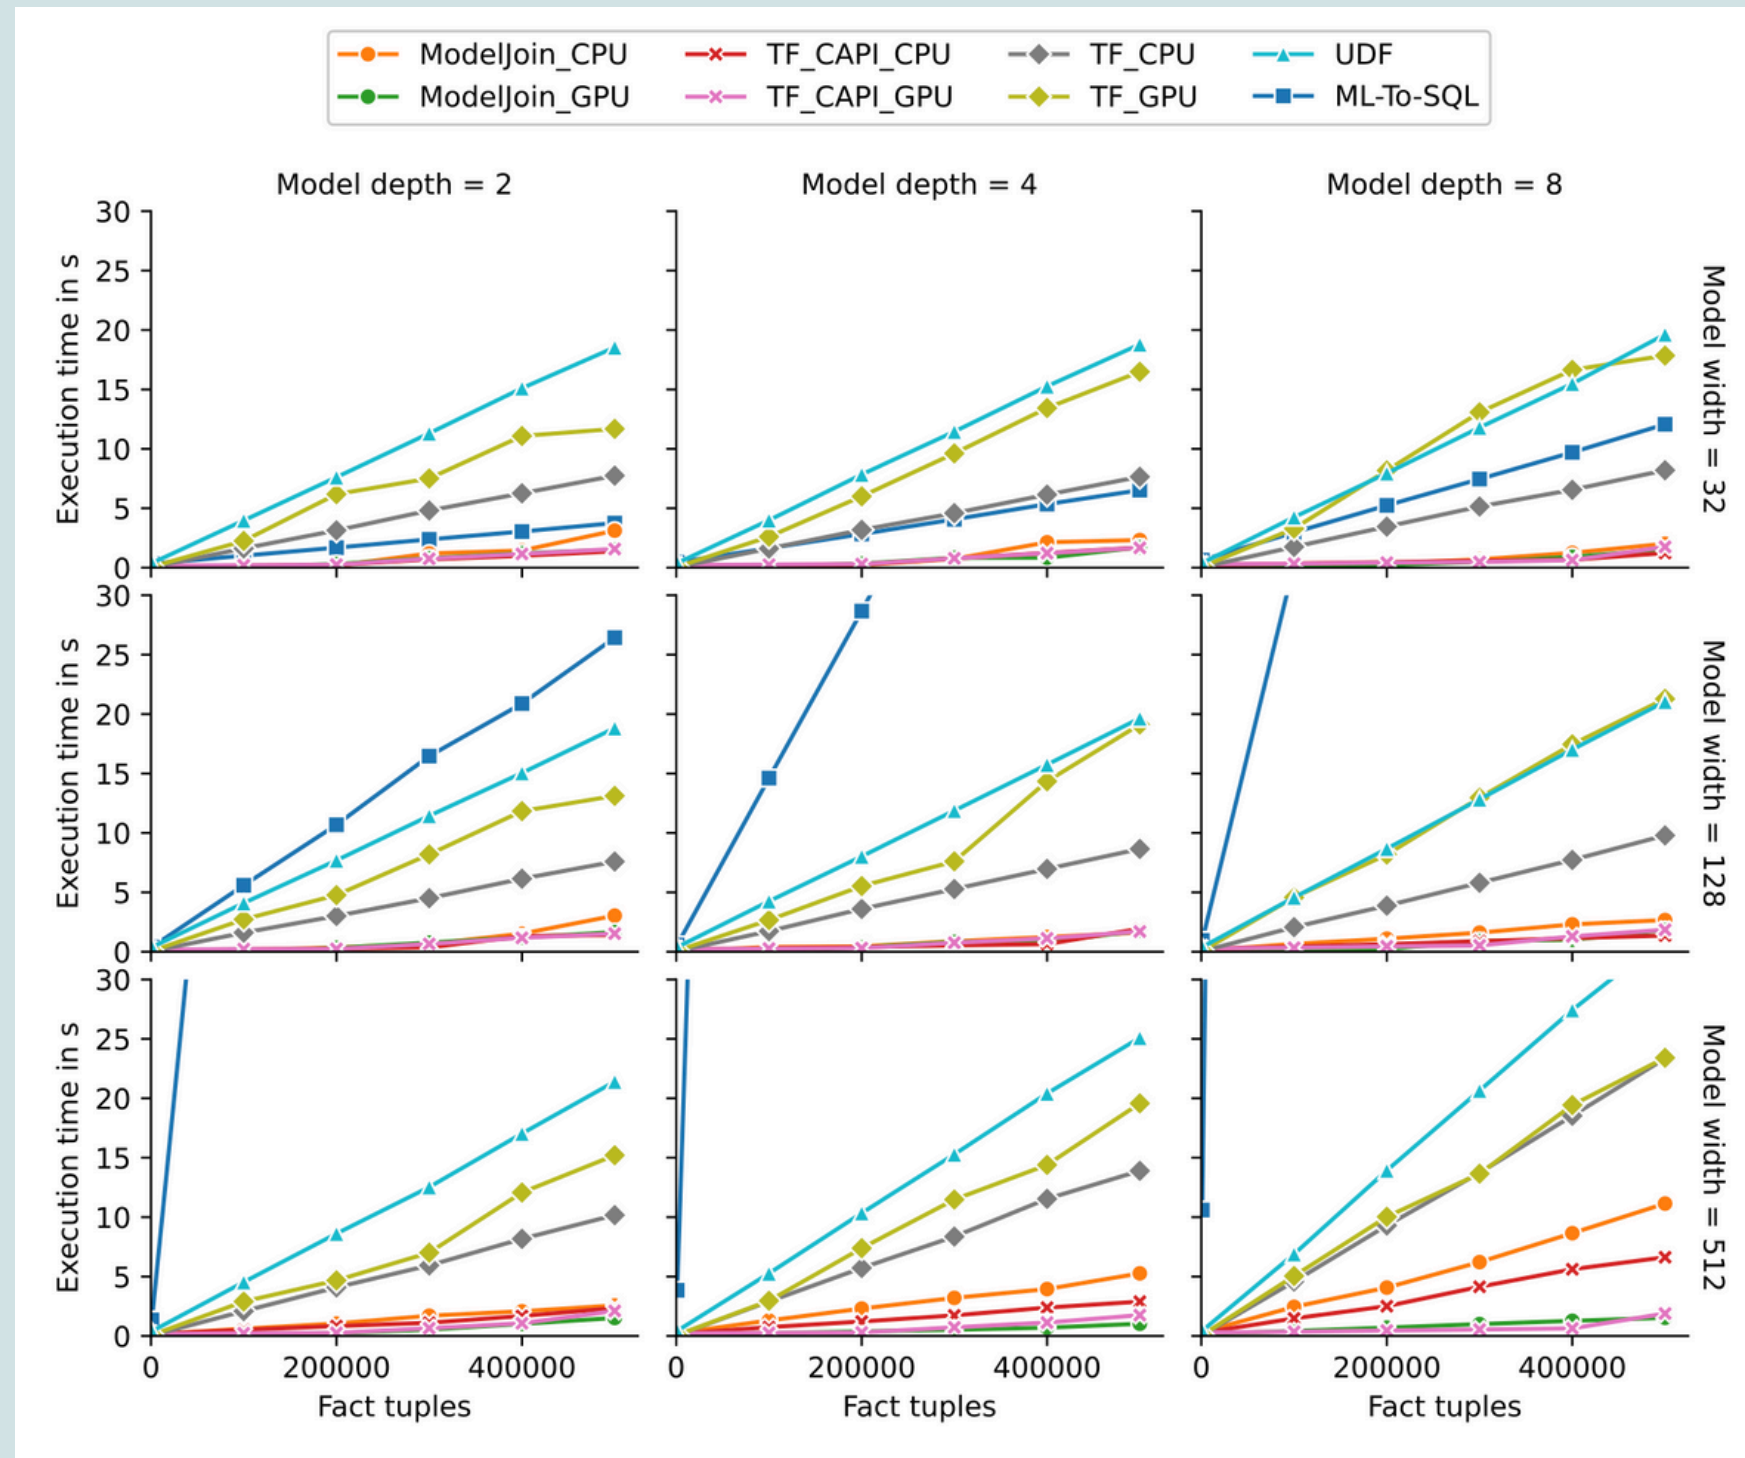 ModelJoin_CPU TF_CAPI_CPU TF_CPU UDF
ModelJoin_GPU TF_CAPI_GPU TF_GPU ML-To-SQL
Model depth = 2 Model depth = 4 Model depth = 8
30
25
20
15
10
5
0
Execution time in s
Model width = 32
30
25
20
15
10
5
0
Execution time in s
Model width = 128
30
25
20
15
10
5
0
Execution time in s
Model width = 512
0 200000 400000 0 200000 400000 0 200000 400000
Fact tuples Fact tuples Fact tuples